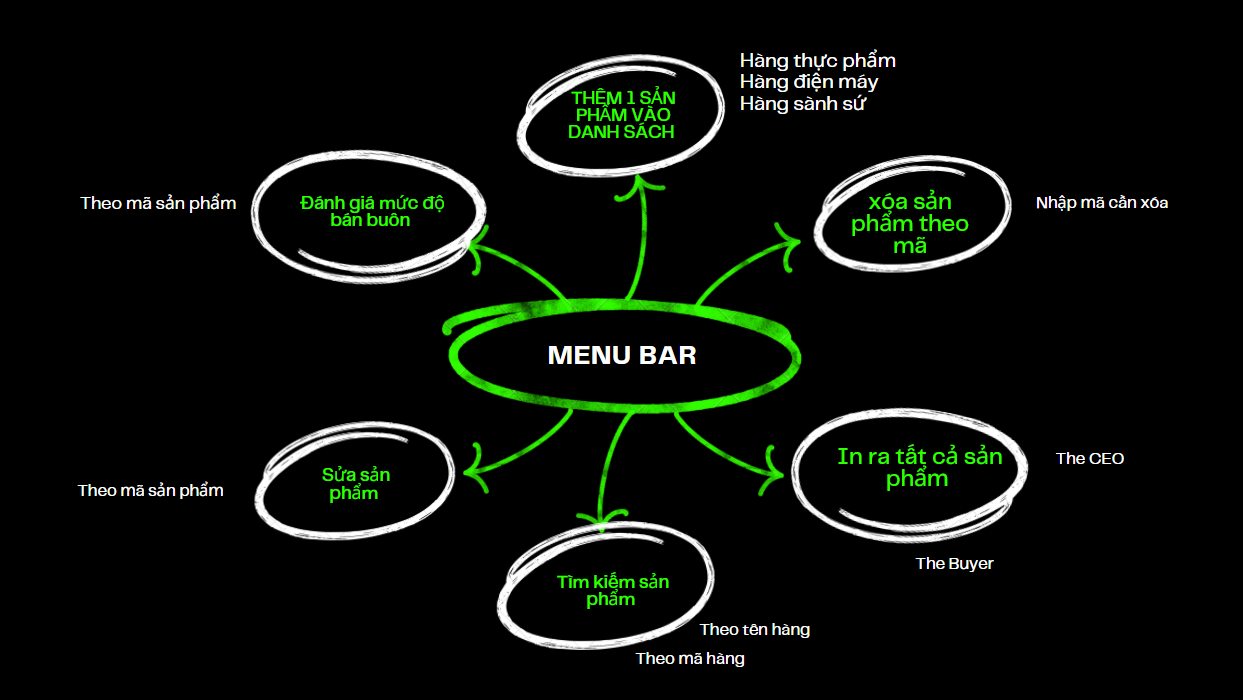 Hàng thực phẩm
Hàng điện máy
Hàng sành sứ
THÊM 1 SẢN
PHẨM VÀO
DANH SÁCH
Theo mã sản phẩm
Đánh giá mức độ
bán buôn
xóa sản
phẩm theo
mã
Nhập mã cần xóa
MENU BAR
Theo mã sản phẩm
Sửa sản
phẩm
In ra tất cả sản
phẩm
The CEO
The Buyer
Tìm kiếm sản
phẩm
Theo tên hàng
Theo mã hàng